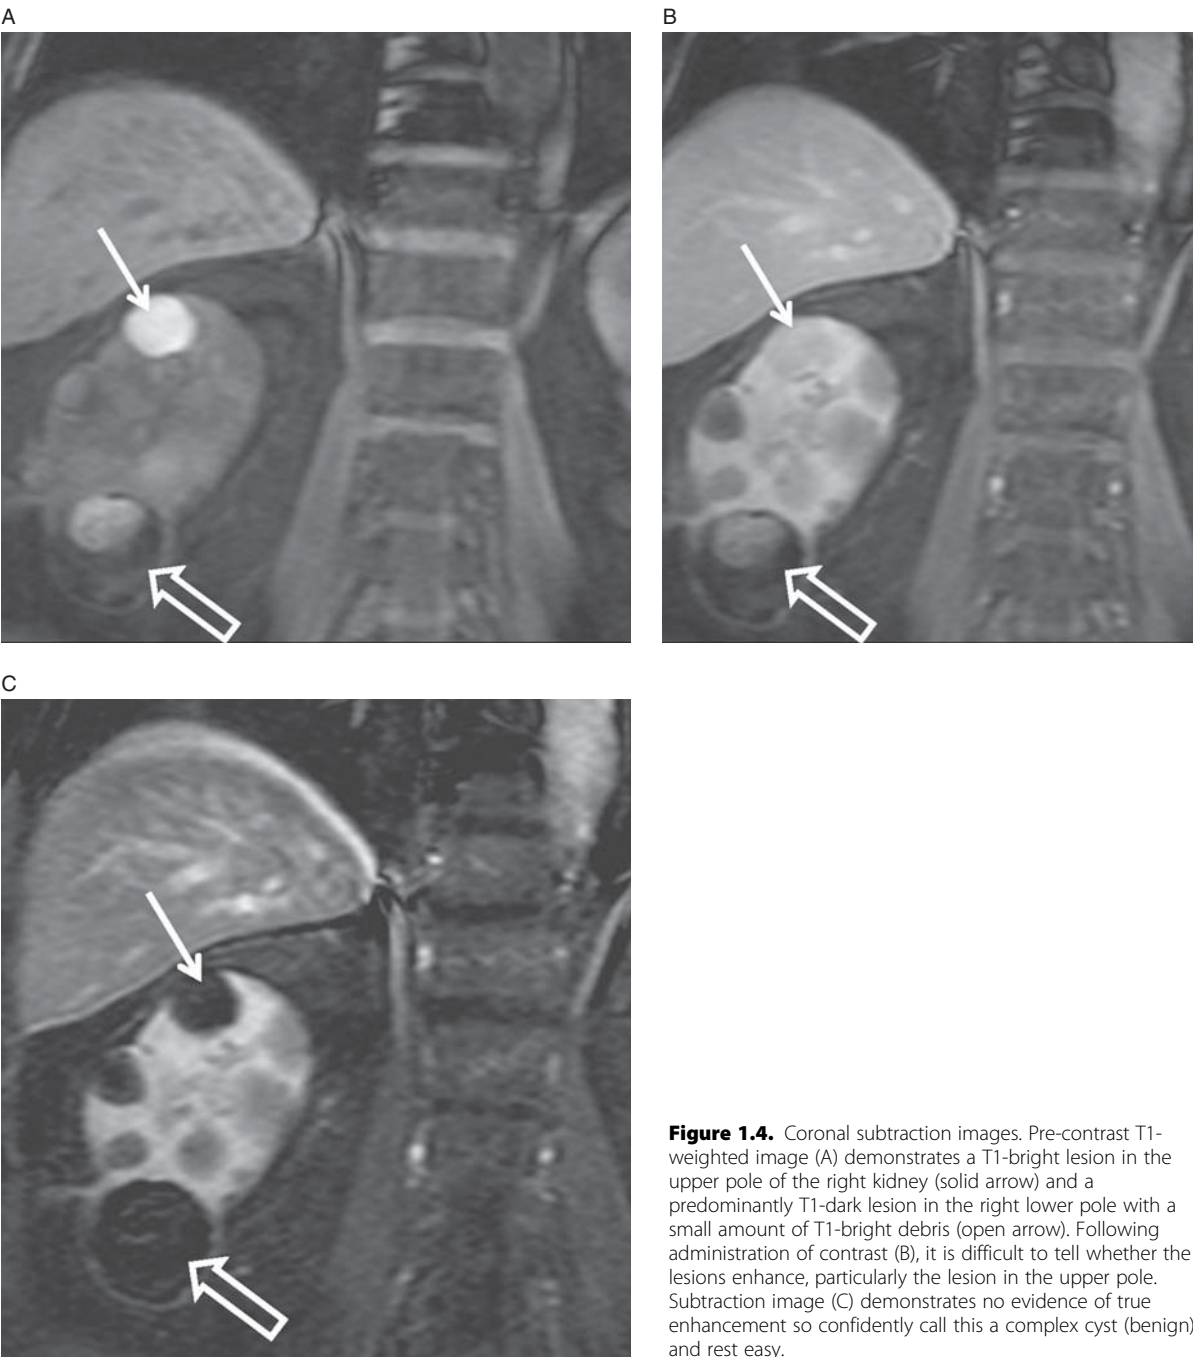 A
B
C
Figure 1.4. Coronal subtraction images. Pre-contrast T1-
weighted image (A) demonstrates a T1-bright lesion in the
upper pole of the right kidney (solid arrow) and a
predominantly T1-dark lesion in the right lower pole with a
small amount of T1-bright debris (open arrow). Following
administration of contrast (B), it is difficult to tell whether the
lesions enhance, particularly the lesion in the upper pole.
Subtraction image (C) demonstrates no evidence of true
enhancement so confidently call this a complex cyst (benign)
and rest easy.